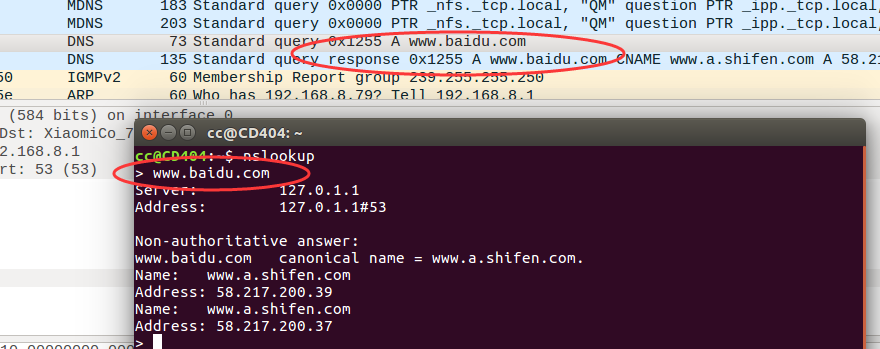 MDNS 183 Standard query 0x0000 PTR _nfs._tcp.local, "QM" question PTR _ipp._tcp.local,
MDNS 203 Standard query 0x0000 PTR _nfs._tcp.local, "QM" question PTR _ipp._tcp.local,
DNS 73 Standard query 0x1255 A www.baidu.com
DNS 135 Standard query response 0x1255 A www.baidu.com CNAME www.a.shifen.com A 58.21
50 IGMPv2 60 Membership Report group 239.255.255.250
5e ARP 60 Who has 192.168.8.79? Tell 192.168.8.1
(584 bits) on interface 0
Dst: XiaomiCo_7
2.168.8.1
rt: 53 (53)
cc@CD404: ~
cc@CD404:~$ nslookup
> www.baidu.com
Server: 127.0.1.1
Address: 127.0.1.1#53
Non-authoritative answer:
www.baidu.com canonical name = www.a.shifen.com.
Name: www.a.shifen.com
Address: 58.217.200.39
Name: www.a.shifen.com
Address: 58.217.200.37
>